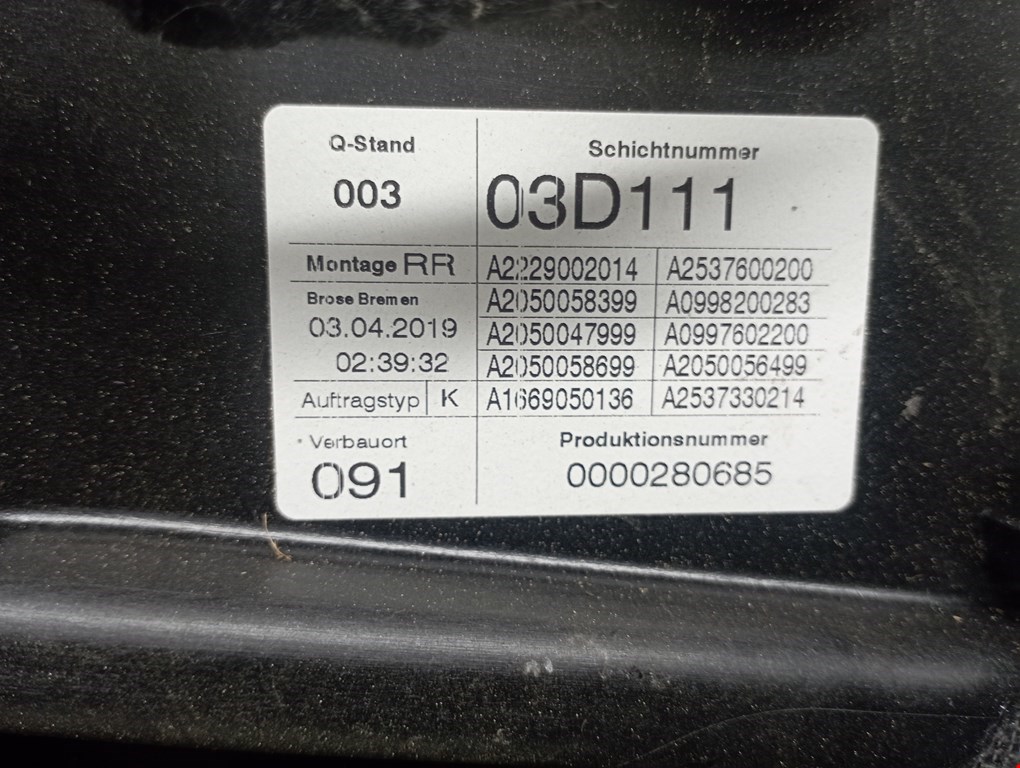 Q-Stand
003
Schichtnummer
03D111
Montage RR
A2229002014 A2537600200
Brose Bremen
A2050058399 A0998200283
03.04.2019
A2050047999 A0997602200
02:39:32
A2050058699 A2050056499
Auftragstyp K
A1669050136 A2537330214
Verbauort
091
Produktionsnummer
0000280685